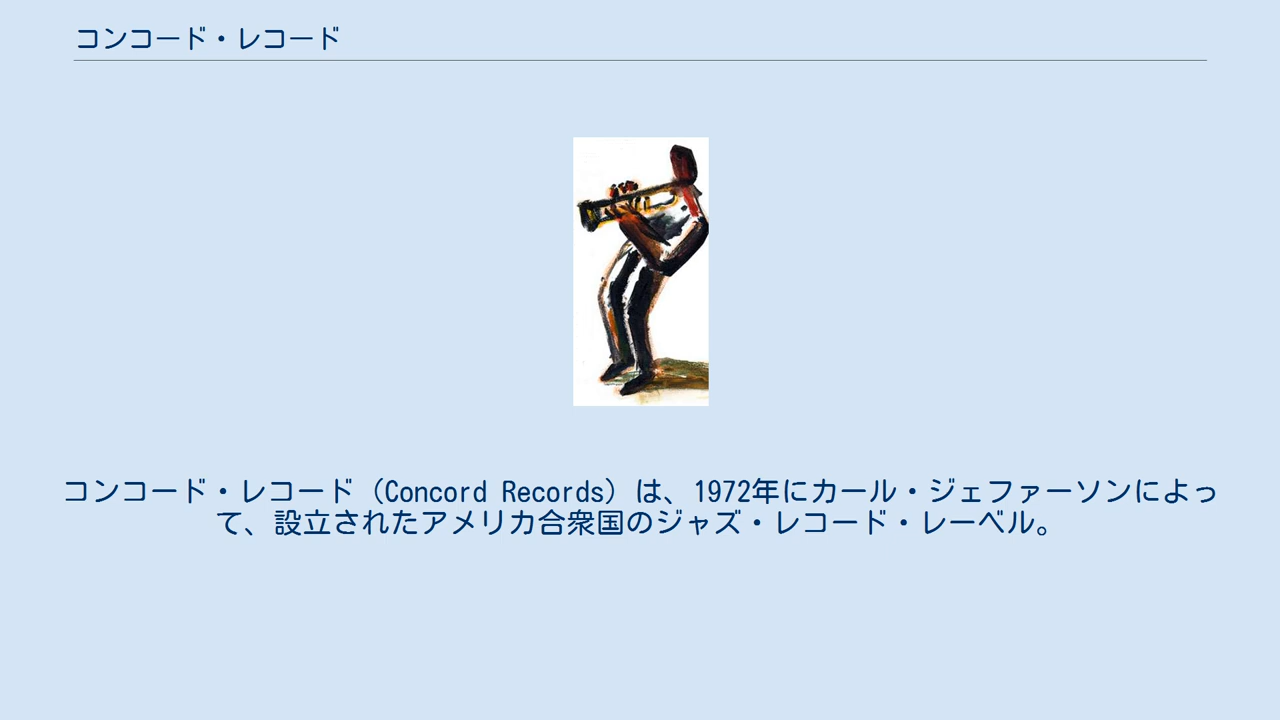 コンコード・レコード
コンコード・レコード（Concord Records）は、1972年にカール・ジェファーソンによっ
て、設立されたアメリカ合衆国のジャズ・レコード・レーベル。